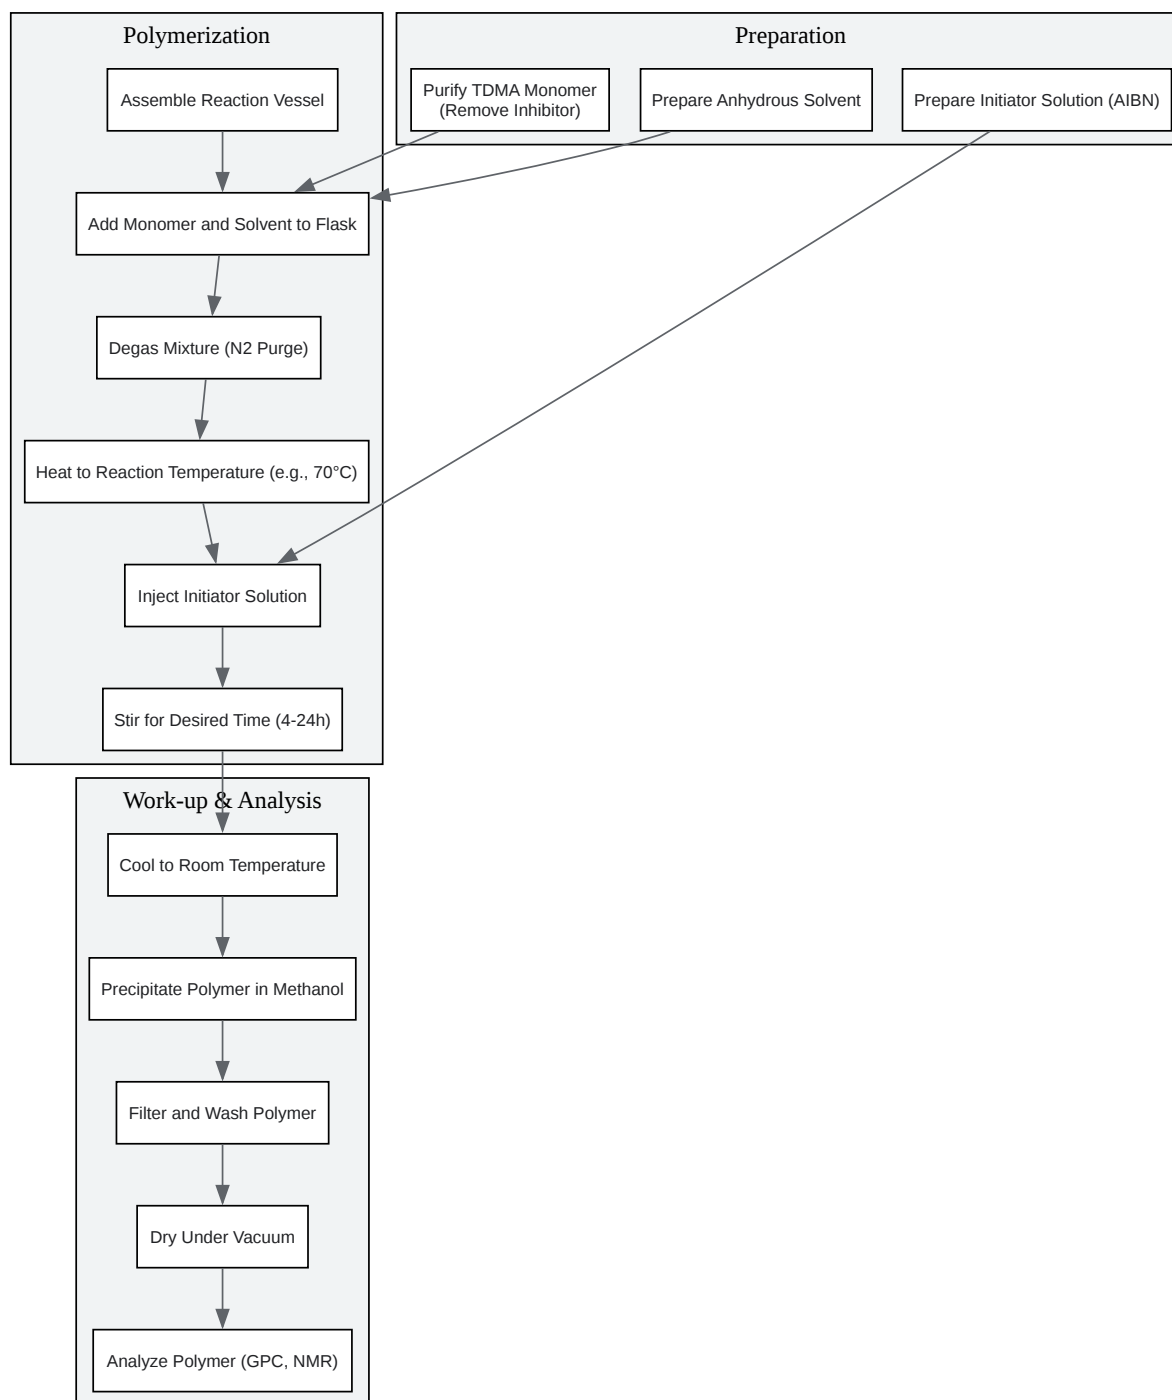 Polymerization
Assemble Reaction Vessel
Add Monomer and Solvent to Flask
Degas Mixture (N2 Purge)
Heat to Reaction Temperature (e.g., 70°C)
Inject Initiator Solution
Stir for Desired Time (4-24h)
Preparation
Purify TDMA Monomer
(Remove Inhibitor)
Prepare Anhydrous Solvent
Prepare Initiator Solution (AIBN)
Work-up & Analysis
Cool to Room Temperature
Precipitate Polymer in Methanol
Filter and Wash Polymer
Dry Under Vacuum
Analyze Polymer (GPC, NMR)